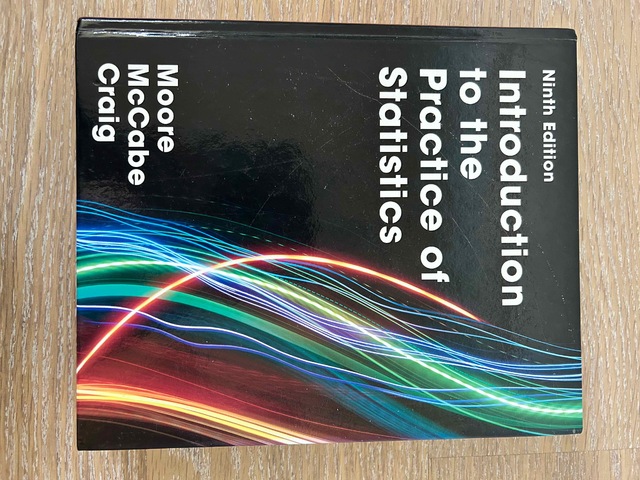 Ninth Edition
Introduction
to the
Practice of
Statistics
Moore
McCabe
Craig